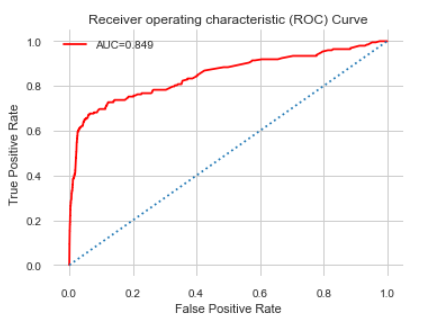 Receiver operating characteristic (ROC) Curve
AUC=0.849
True Positive Rate
1.0
0.8
0.6
0.4
0.2
0.0
0.0 0.2 0.4 0.6 0.8 1.0
False Positive Rate